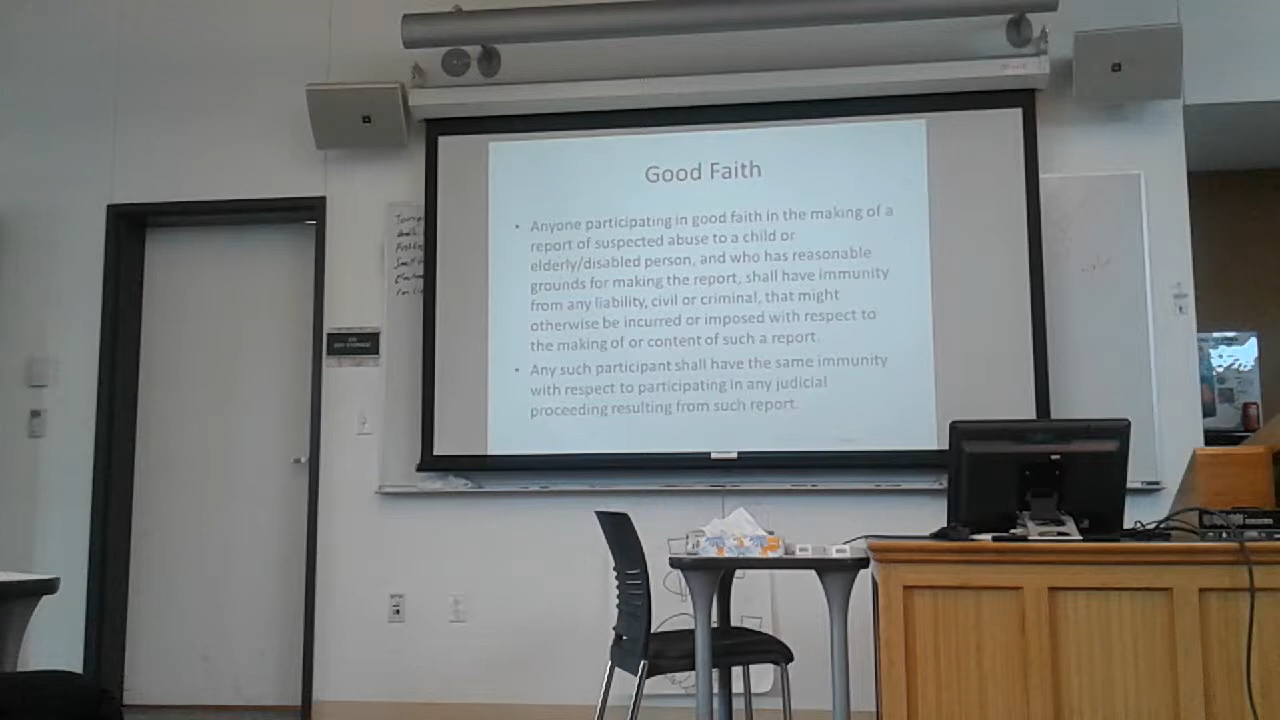 Good Faith
• Anyone participating in good faith in the making of a
report of suspected abuse to a child or
elderly/disabled person, and who has reasonable
grounds for making the report, shall have immunity
from any liability, civil or criminal, that might
otherwise be incurred or imposed with respect to
the making of or content of such a report.
• Any such participant shall have the same immunity
with respect to participating in any judicial
proceeding resulting from such report.